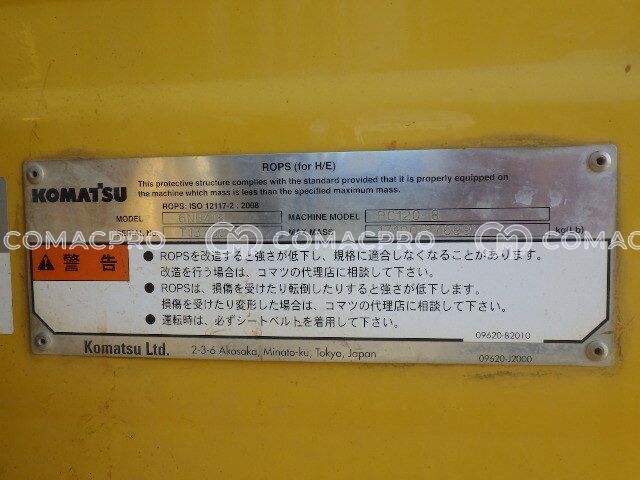 ROPS (for H/E)
KOMATSU
This protective structure complies with the standard provided that it is properly equipped on
the machine which mass is less than the specified maximum mass.
ROPS: ISO 12117-2 : 2008
MODEL MACHINE MODEL PC120-8
SERIAL No. MAX MASS kg(Lb)
COMACPRO COMACPRO COMACPRO
警告
● ROPSを改造すると強さが低下し、規格に適合しなくなることがあります。
改造を行う場合は、コマツの代理店に相談して下さい。
● ROPSは、損傷を受けたり転倒したりすると強さが低下します。
損傷を受けたり変形した場合は、コマツの代理店に相談して下さい。
● 運転時は、必ずシートベルトを着用して下さい。
09620-B2010
Komatsu Ltd. 2-3-6 Akasaka, Minato-ku, Tokyo, Japan
09620-J2000